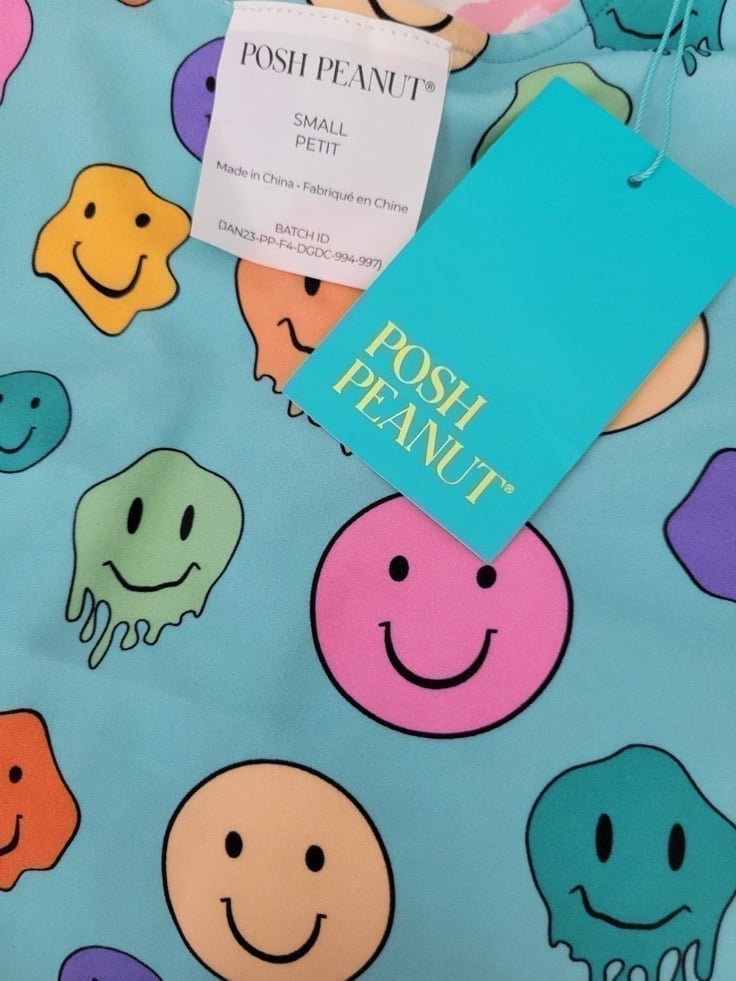 POSH PEANUT®
SMALL
PETIT
Made in China • Fabriqué en Chine
BATCH ID
(JAN23-PP-F4-DGDC-994-997)
POSH
PEANUT®